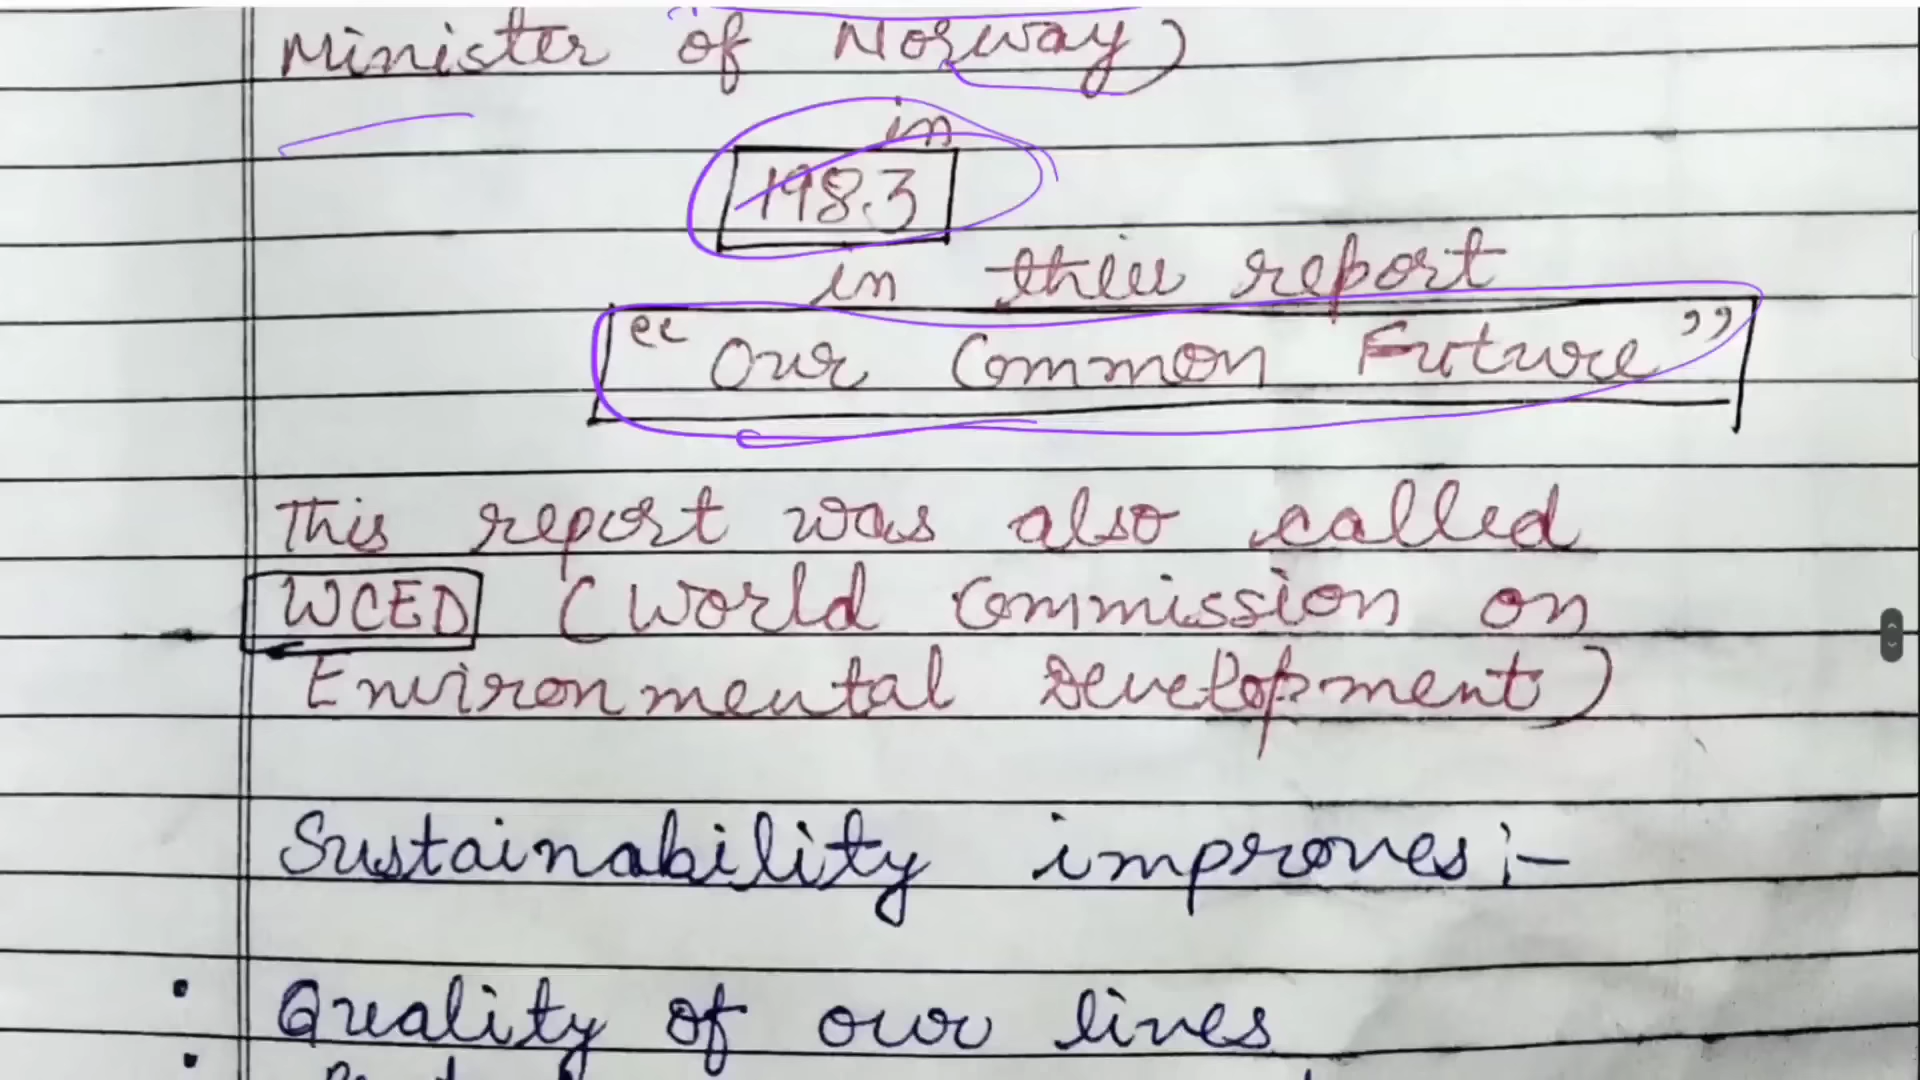 Minister of Norway)
in
1983
in their report
"Our Common Future"
This report was also called
WCED (World Commission on
Environmental Development)
Sustainability improves:-
• Quality of our lives
•